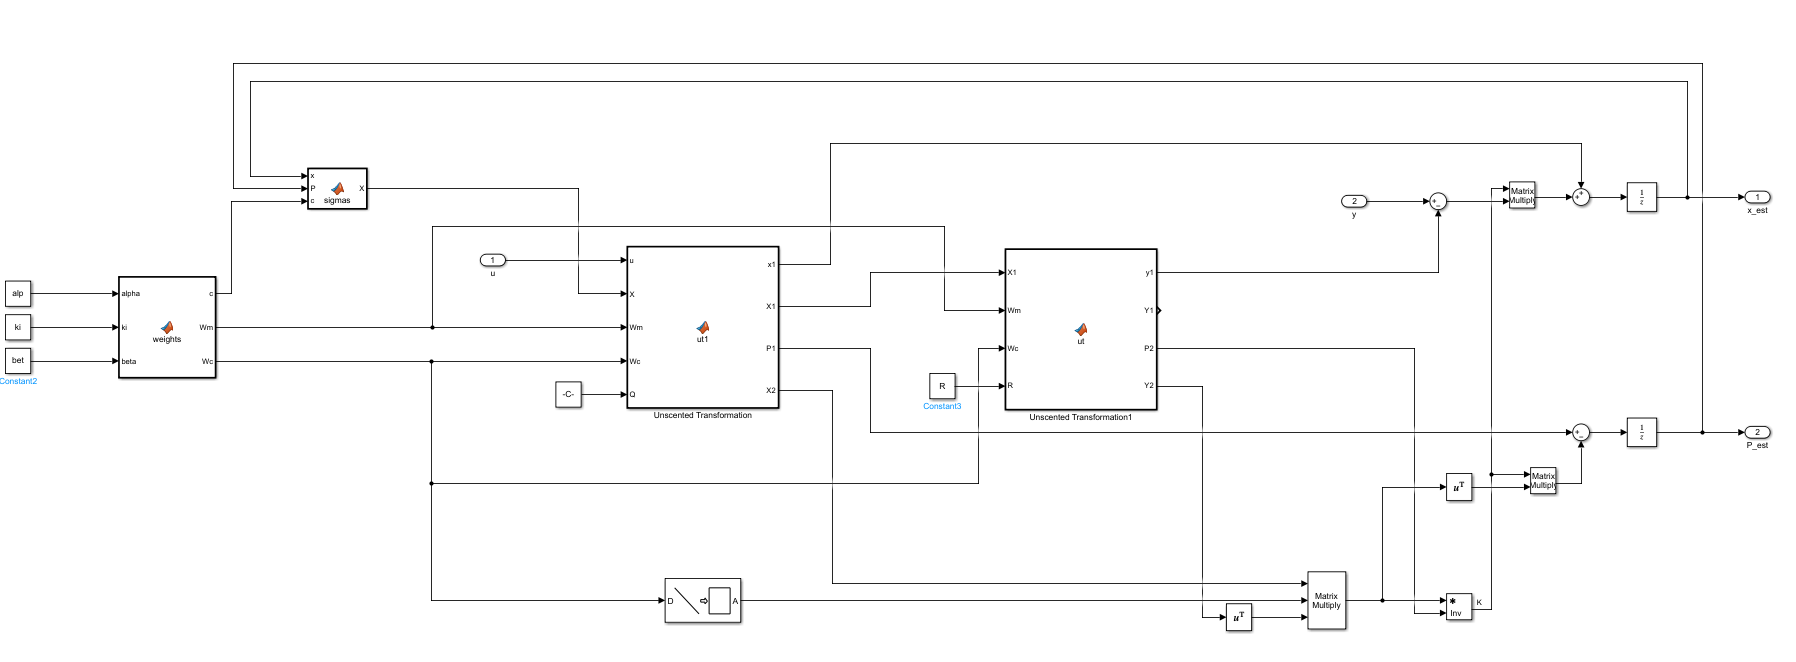 x
P
c
X
sigmas
2
y
Matrix
Multiply
1
z
1
x_est
1
u
alp
ki
bet
Constant2
alpha
ki
beta
c
Wm
Wc
weights
u
X
Wm
Wc
Q
x1
X1
P1
X2
ut1
Unscented Transformation
-C-
R
Constant3
X1
Wm
Wc
R
y1
Y1
P2
Y2
ut
Unscented Transformation1
1
z
2
P_est
uT
Matrix
Multiply
D
A
uT
Matrix
Multiply
*
Inv
K